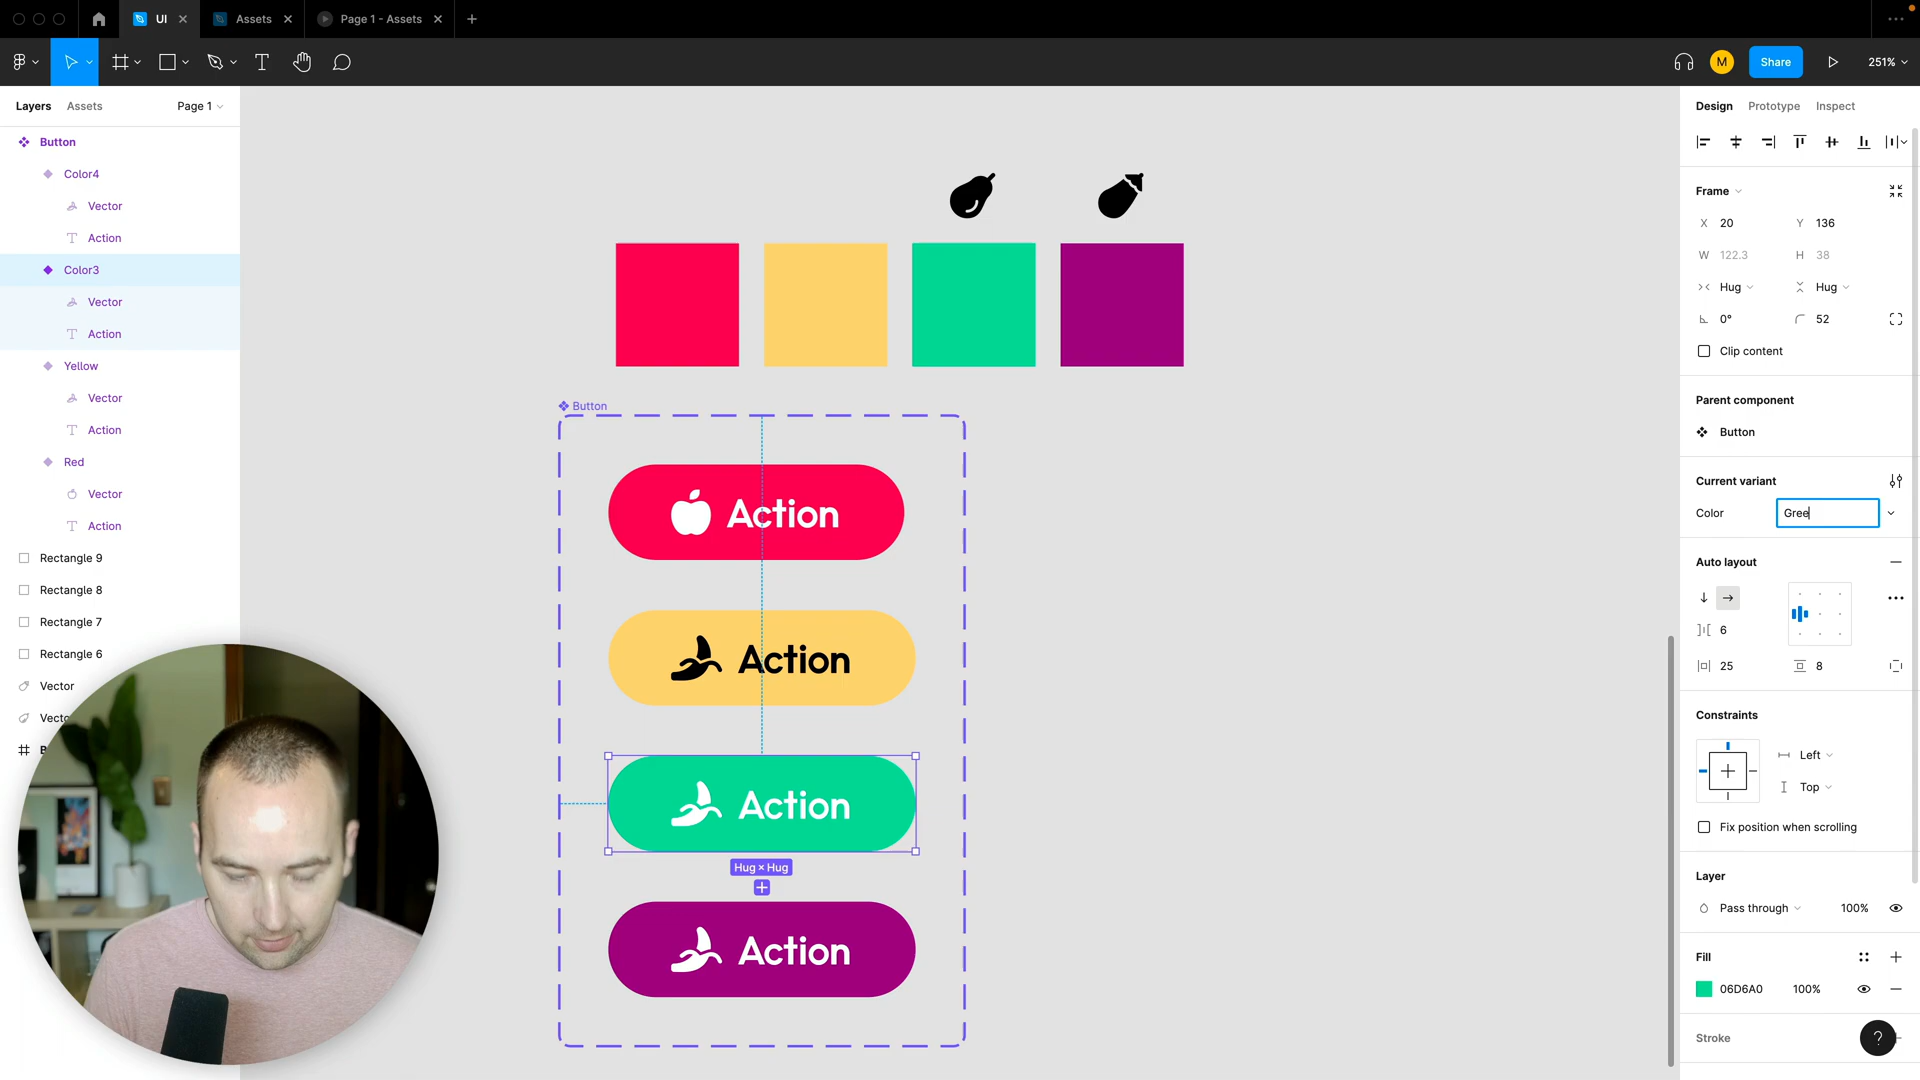 UI
Assets
Page 1 - Assets
M
Share
251%
Layers
Assets
Page 1
Button
Color4
Vector
Action
Color3
Vector
Action
Yellow
Vector
Action
Red
Vector
Action
Rectangle 9
Rectangle 8
Rectangle 7
Rectangle 6
Vector
Button
Action
Action
Action
Hug × Hug
Action
Design
Prototype
Inspect
Frame
X 20
Y 136
W 122.3
H 38
Hug
Hug
0°
52
Clip content
Parent component
Button
Current variant
Color
Gree
Auto layout
6
25
8
Constraints
Left
Top
Fix position when scrolling
Layer
Pass through
100%
Fill
06D6A0
100%
Stroke
?